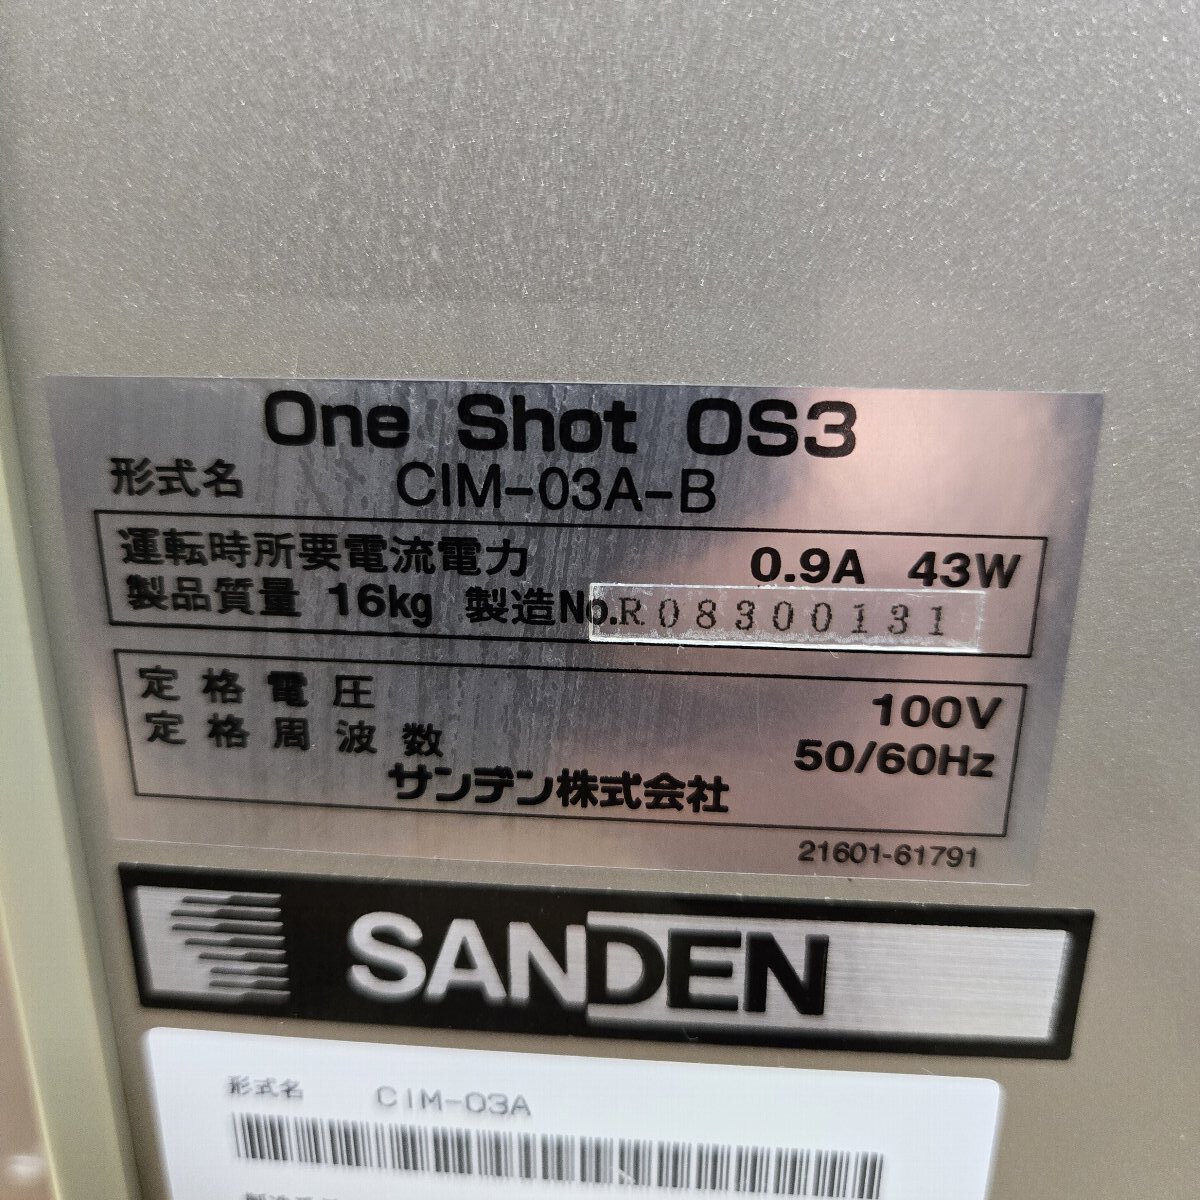 One Shot OS3
形式名 CIM-03A-B
運転時所要電流電力 0.9A 43W
製品質量 16kg 製造No.R08300131
定格電圧 100V
定格周波数 50/60Hz
サンデン株式会社
21601-61791
SANDEN
形式名 CIM-03A